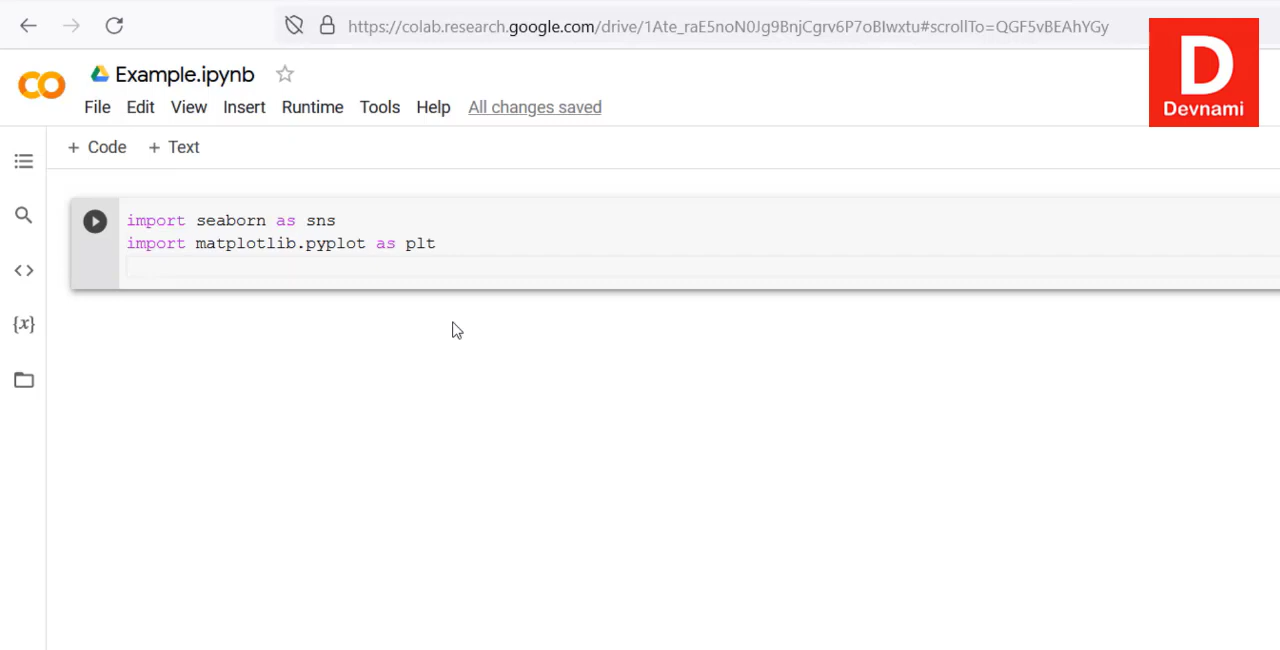 https://colab.research.google.com/drive/1Ate_raE5noN0Jg9BnjCgrv6P7oBIwxtu#scrollTo=QGF5vBEAhYGy
D
Devnami
CO
Example.ipynb
File Edit View Insert Runtime Tools Help All changes saved
+ Code + Text
import seaborn as sns
import matplotlib.pyplot as plt
{x}